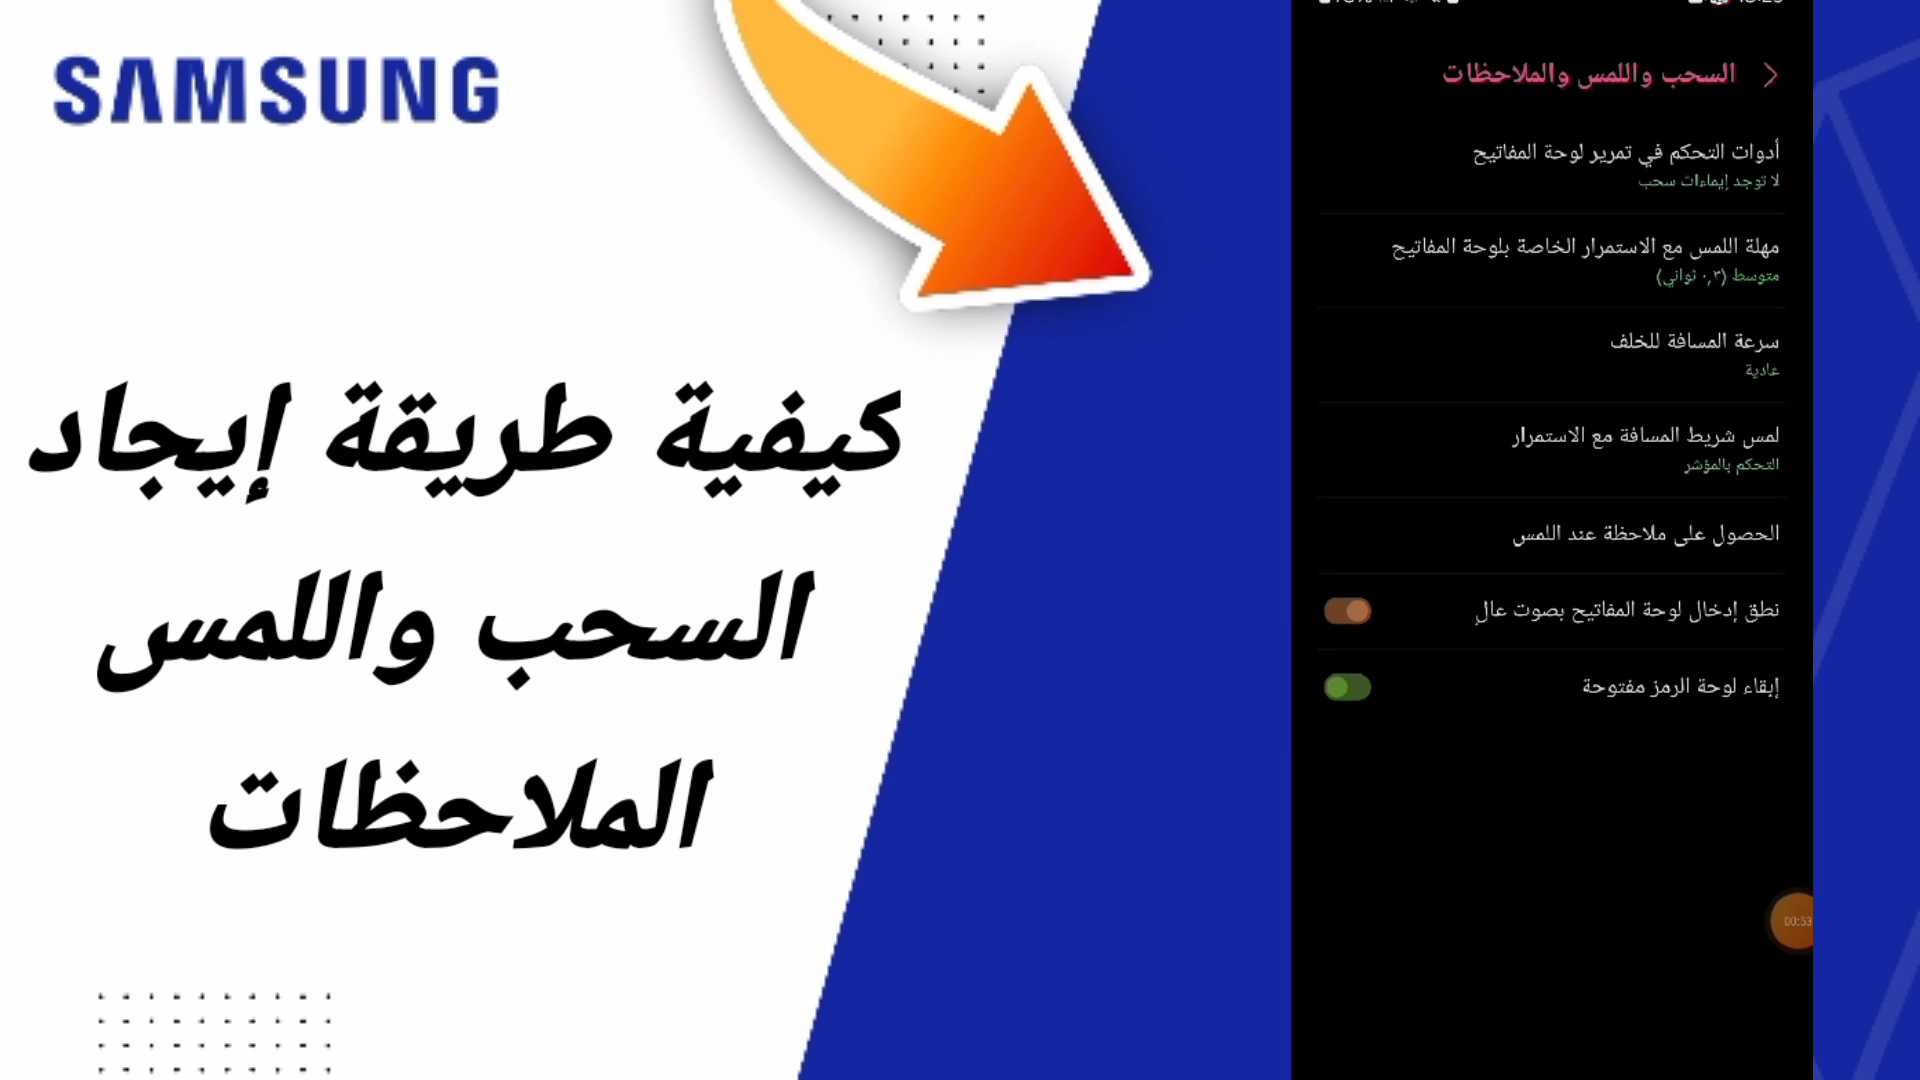 SAMSUNG
كيفية طريقة إيجاد
السحب واللمس
الملاحظات
السحب واللمس والملاحظات
أدوات التحكم في تمرير لوحة المفاتيح
لا توجد إيماءات سحب
مهلة اللمس مع الاستمرار الخاصة بلوحة المفاتيح
متوسط (٠,٣ ثواني)
سرعة المسافة للخلف
عادية
لمس شريط المسافة مع الاستمرار
التحكم بالمؤشر
الحصول على ملاحظة عند اللمس
نطق إدخال لوحة المفاتيح بصوت عالٍ
إبقاء لوحة الرمز مفتوحة
00:53